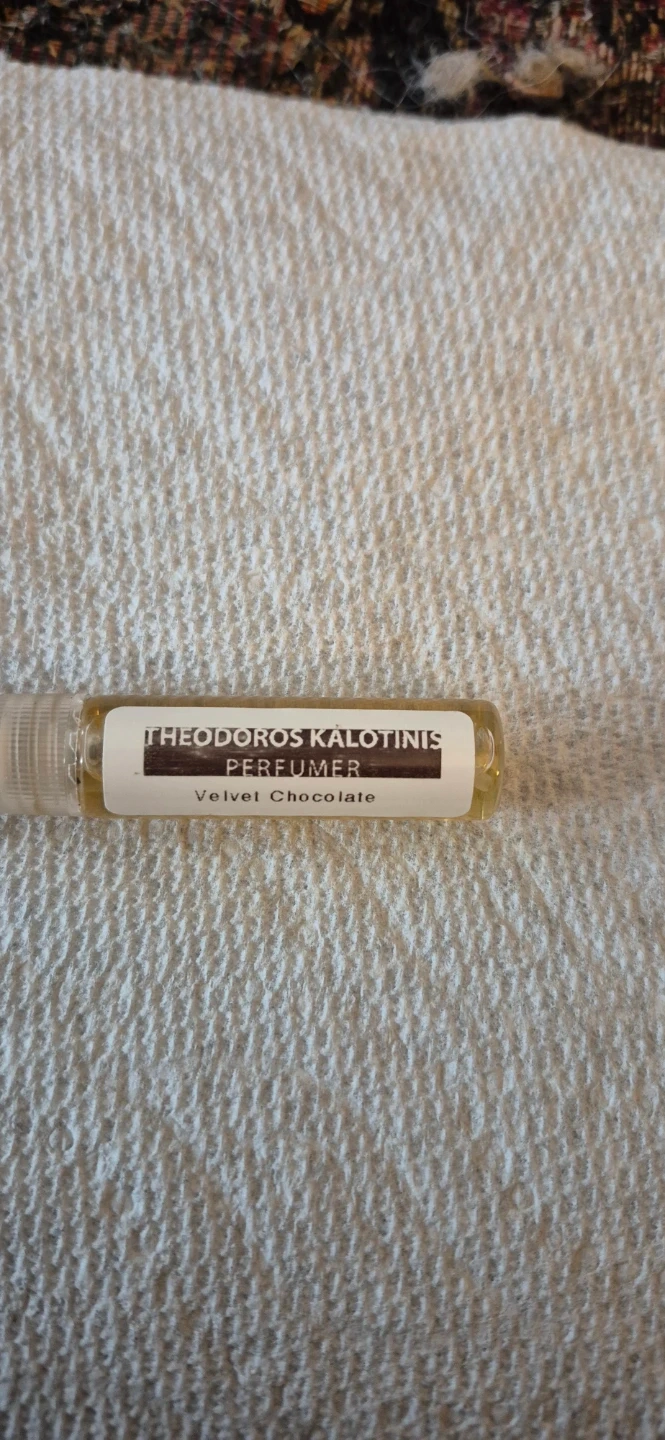 THEODOROS KALOTINIS
PERFUMER
Velvet Chocolate